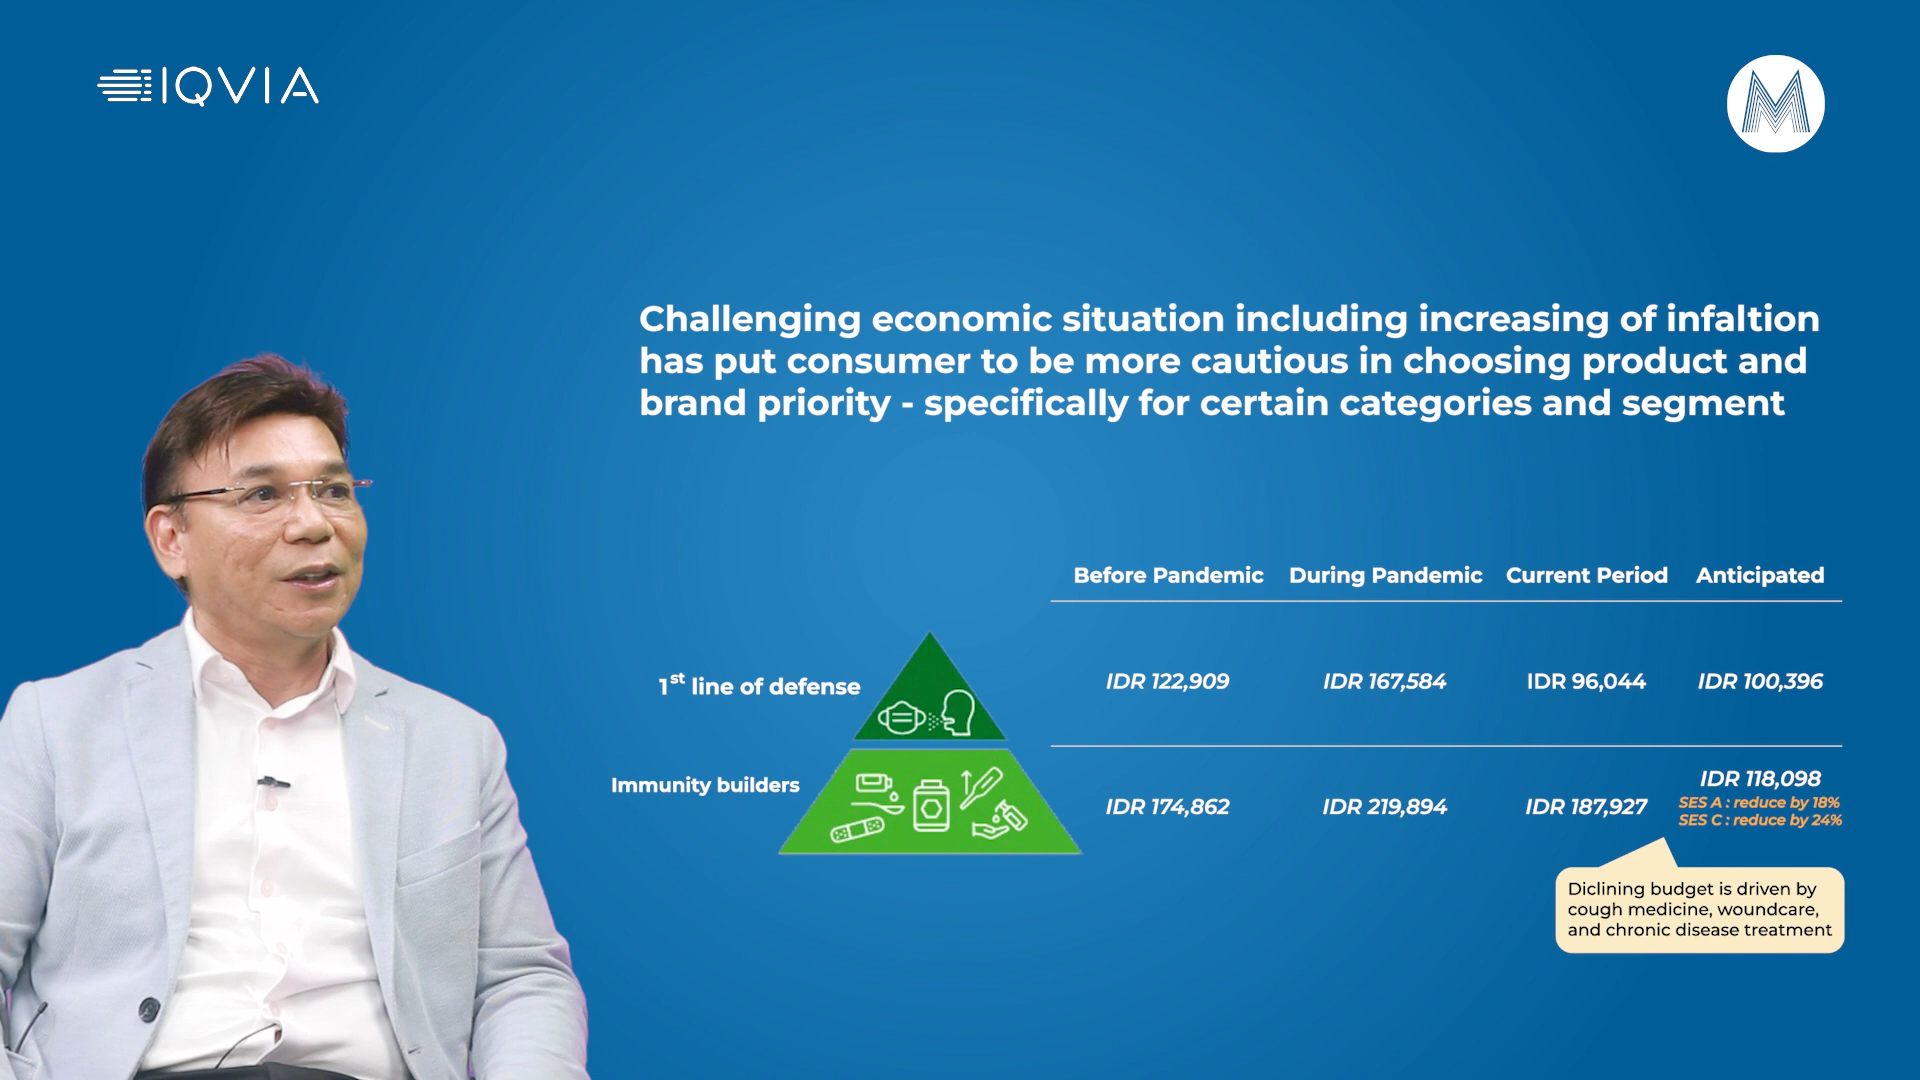 IQVIA
M
Challenging economic situation including increasing of infaltion
has put consumer to be more cautious in choosing product and
brand priority - specifically for certain categories and segment
Before Pandemic During Pandemic Current Period Anticipated
1st line of defense IDR 122,909 IDR 167,584 IDR 96,044 IDR 100,396
Immunity builders IDR 174,862 IDR 219,894 IDR 187,927 IDR 118,098
SES A : reduce by 18%
SES C : reduce by 24%
Diclining budget is driven by
cough medicine, woundcare,
and chronic disease treatment